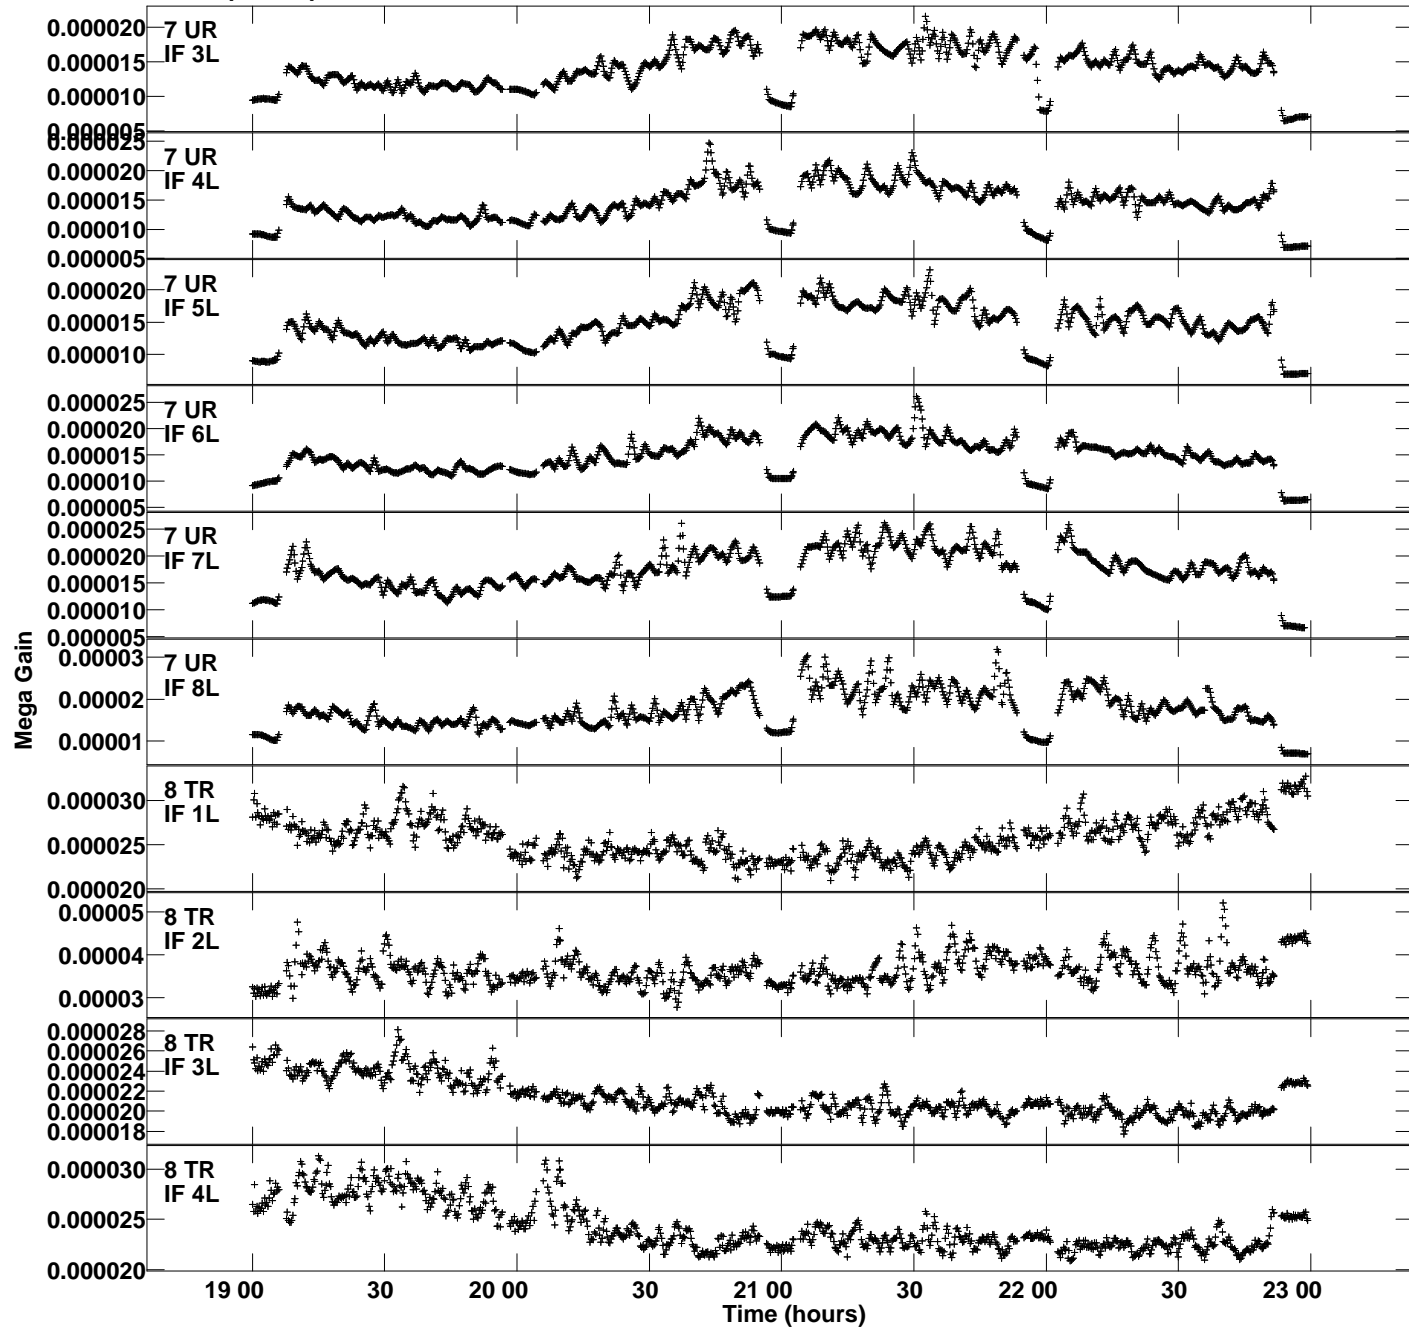 0.000020
0.000015
0.000010
0.000005
7 UR
IF 3L
0.000025
0.000020
0.000015
0.000010
0.000005
7 UR
IF 4L
0.000020
0.000015
0.000010
7 UR
IF 5L
0.000025
0.000020
0.000015
0.000010
0.000005
7 UR
IF 6L
0.000025
0.000020
0.000015
0.000010
0.000005
7 UR
IF 7L
0.00003
0.00002
0.00001
7 UR
IF 8L
0.000030
0.000025
0.000020
8 TR
IF 1L
0.00005
0.00004
0.00003
8 TR
IF 2L
0.000028
0.000026
0.000024
0.000022
0.000020
0.000018
8 TR
IF 3L
0.000030
0.000025
0.000020
8 TR
IF 4L
Mega Gain
19 00 30 20 00 30 21 00 30 22 00 30 23 00
Time (hours)